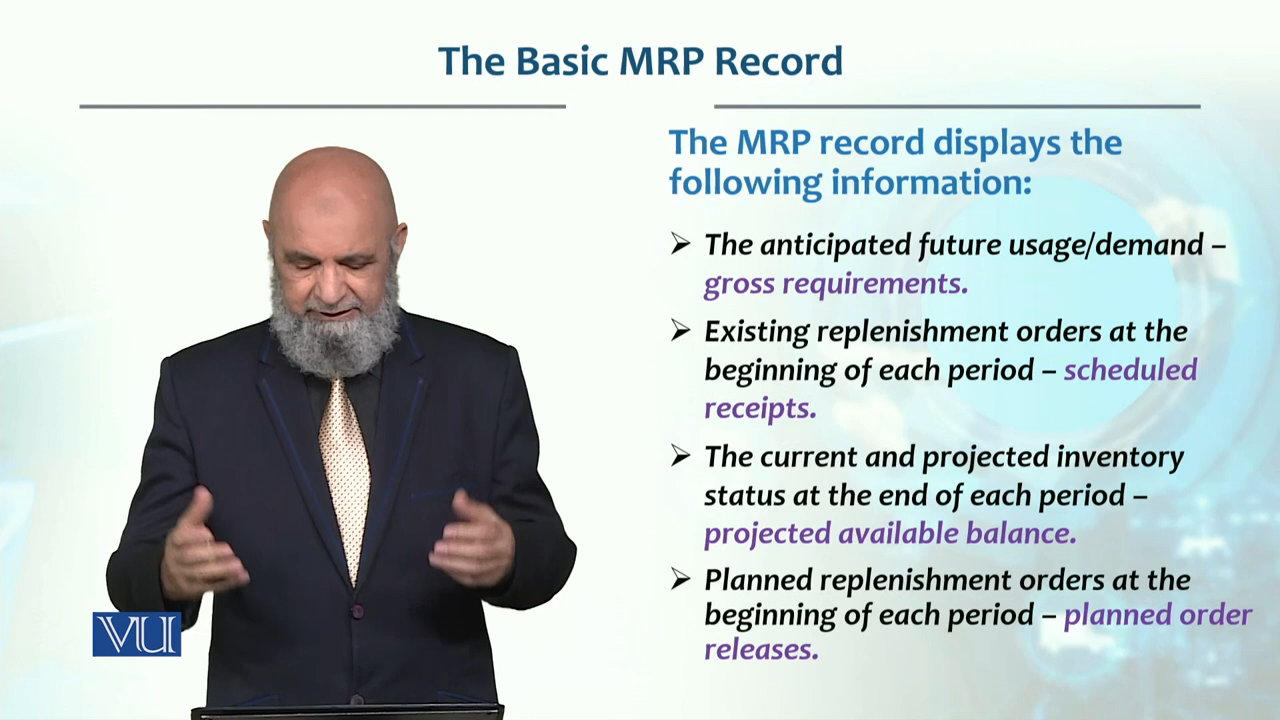 The Basic MRP Record
The MRP record displays the
following information:
➢ The anticipated future usage/demand –
gross requirements.
➢ Existing replenishment orders at the
beginning of each period – scheduled
receipts.
➢ The current and projected inventory
status at the end of each period –
projected available balance.
➢ Planned replenishment orders at the
beginning of each period – planned order
releases.
VU